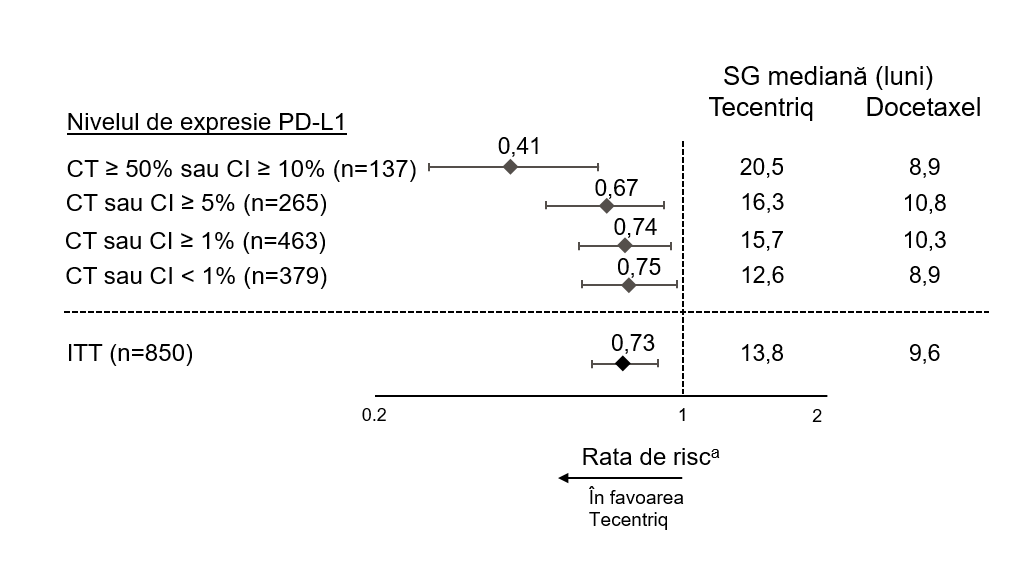 SG mediană (luni)
Tecentriq Docetaxel
Nivelul de expresie PD-L1
CT ≥ 50% sau CI ≥ 10% (n=137) 0,41 20,5 8,9
CT sau CI ≥ 5% (n=265) 0,67 16,3 10,8
CT sau CI ≥ 1% (n=463) 0,74 15,7 10,3
CT sau CI < 1% (n=379) 0,75 12,6 8,9
ITT (n=850) 0,73 13,8 9,6
0.2 1 2
Rata de riscª
În favoarea
Tecentriq